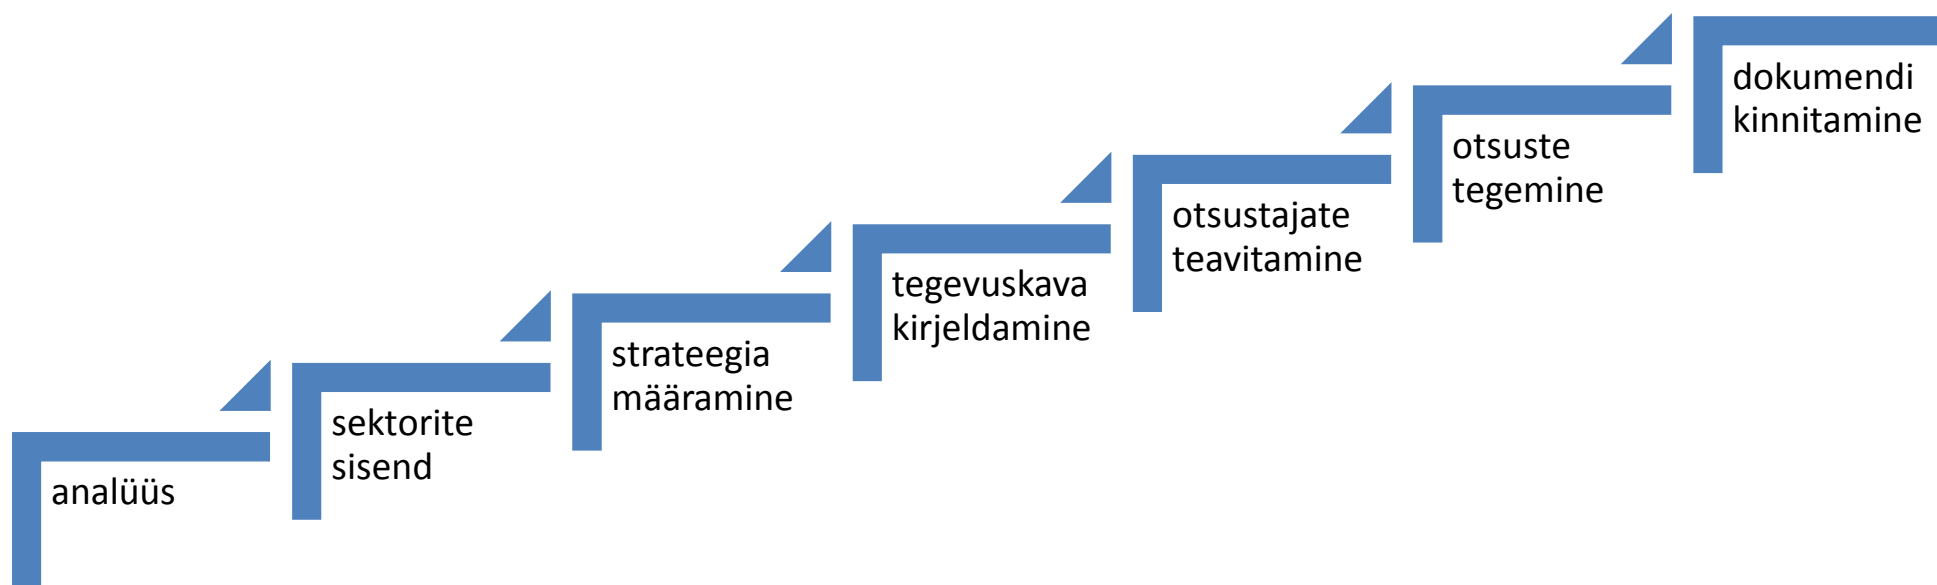 analüüs
sektorite
sisend
strateegia
määramine
tegevuskava
kirjeldamine
otsustajate
teavitamine
otsuste
tegemine
dokumendi
kinnitamine